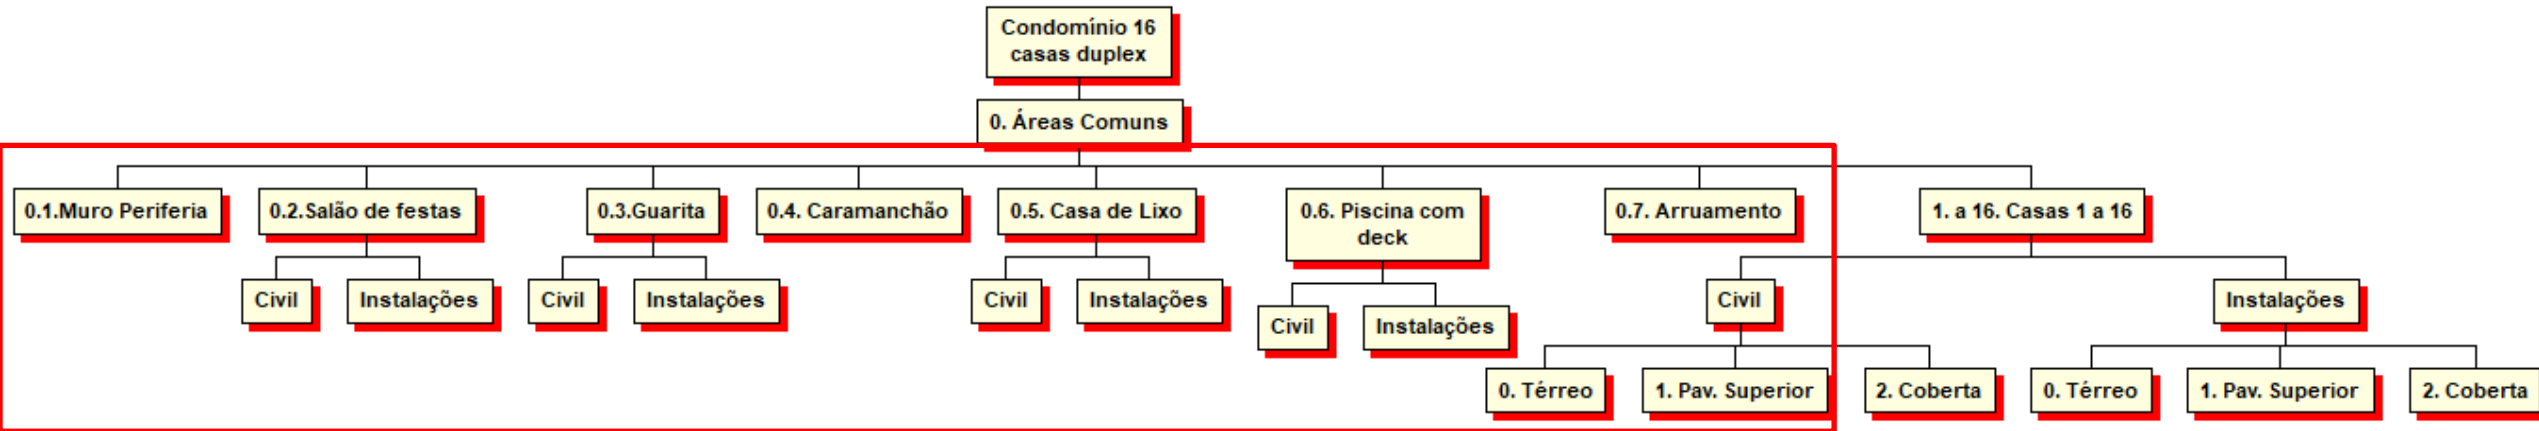 Condomínio 16
casas duplex
0. Áreas Comuns
0.1.Muro Periferia
0.2.Salão de festas
0.3.Guarita
0.4. Caramanchão
0.5. Casa de Lixo
0.6. Piscina com
deck
0.7. Arruamento
1. a 16. Casas 1 a 16
Civil
Instalações
Civil
Instalações
Civil
Instalações
Civil
Instalações
Civil
Instalações
0. Térreo
1. Pav. Superior
2. Coberta
0. Térreo
1. Pav. Superior
2. Coberta